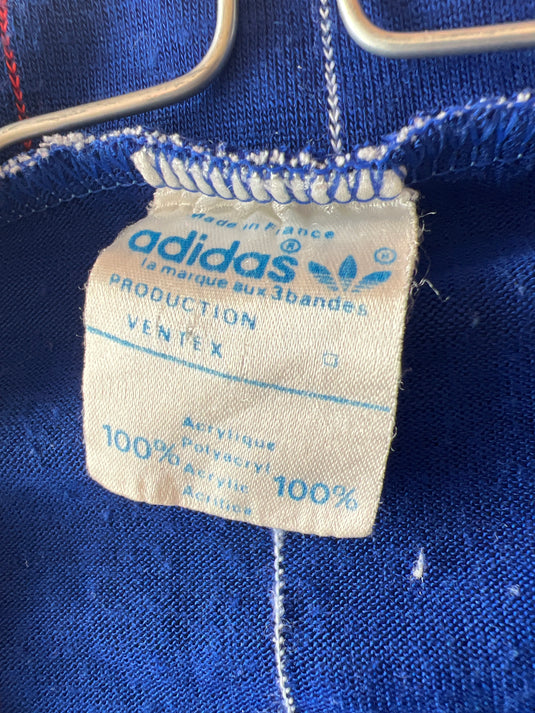 Made in France
adidas®
®
la marque aux 3 bandes
PRODUCTION
VENTEX
Acrylique
100% Polyacryl 100%
Acrylic
Acrilica